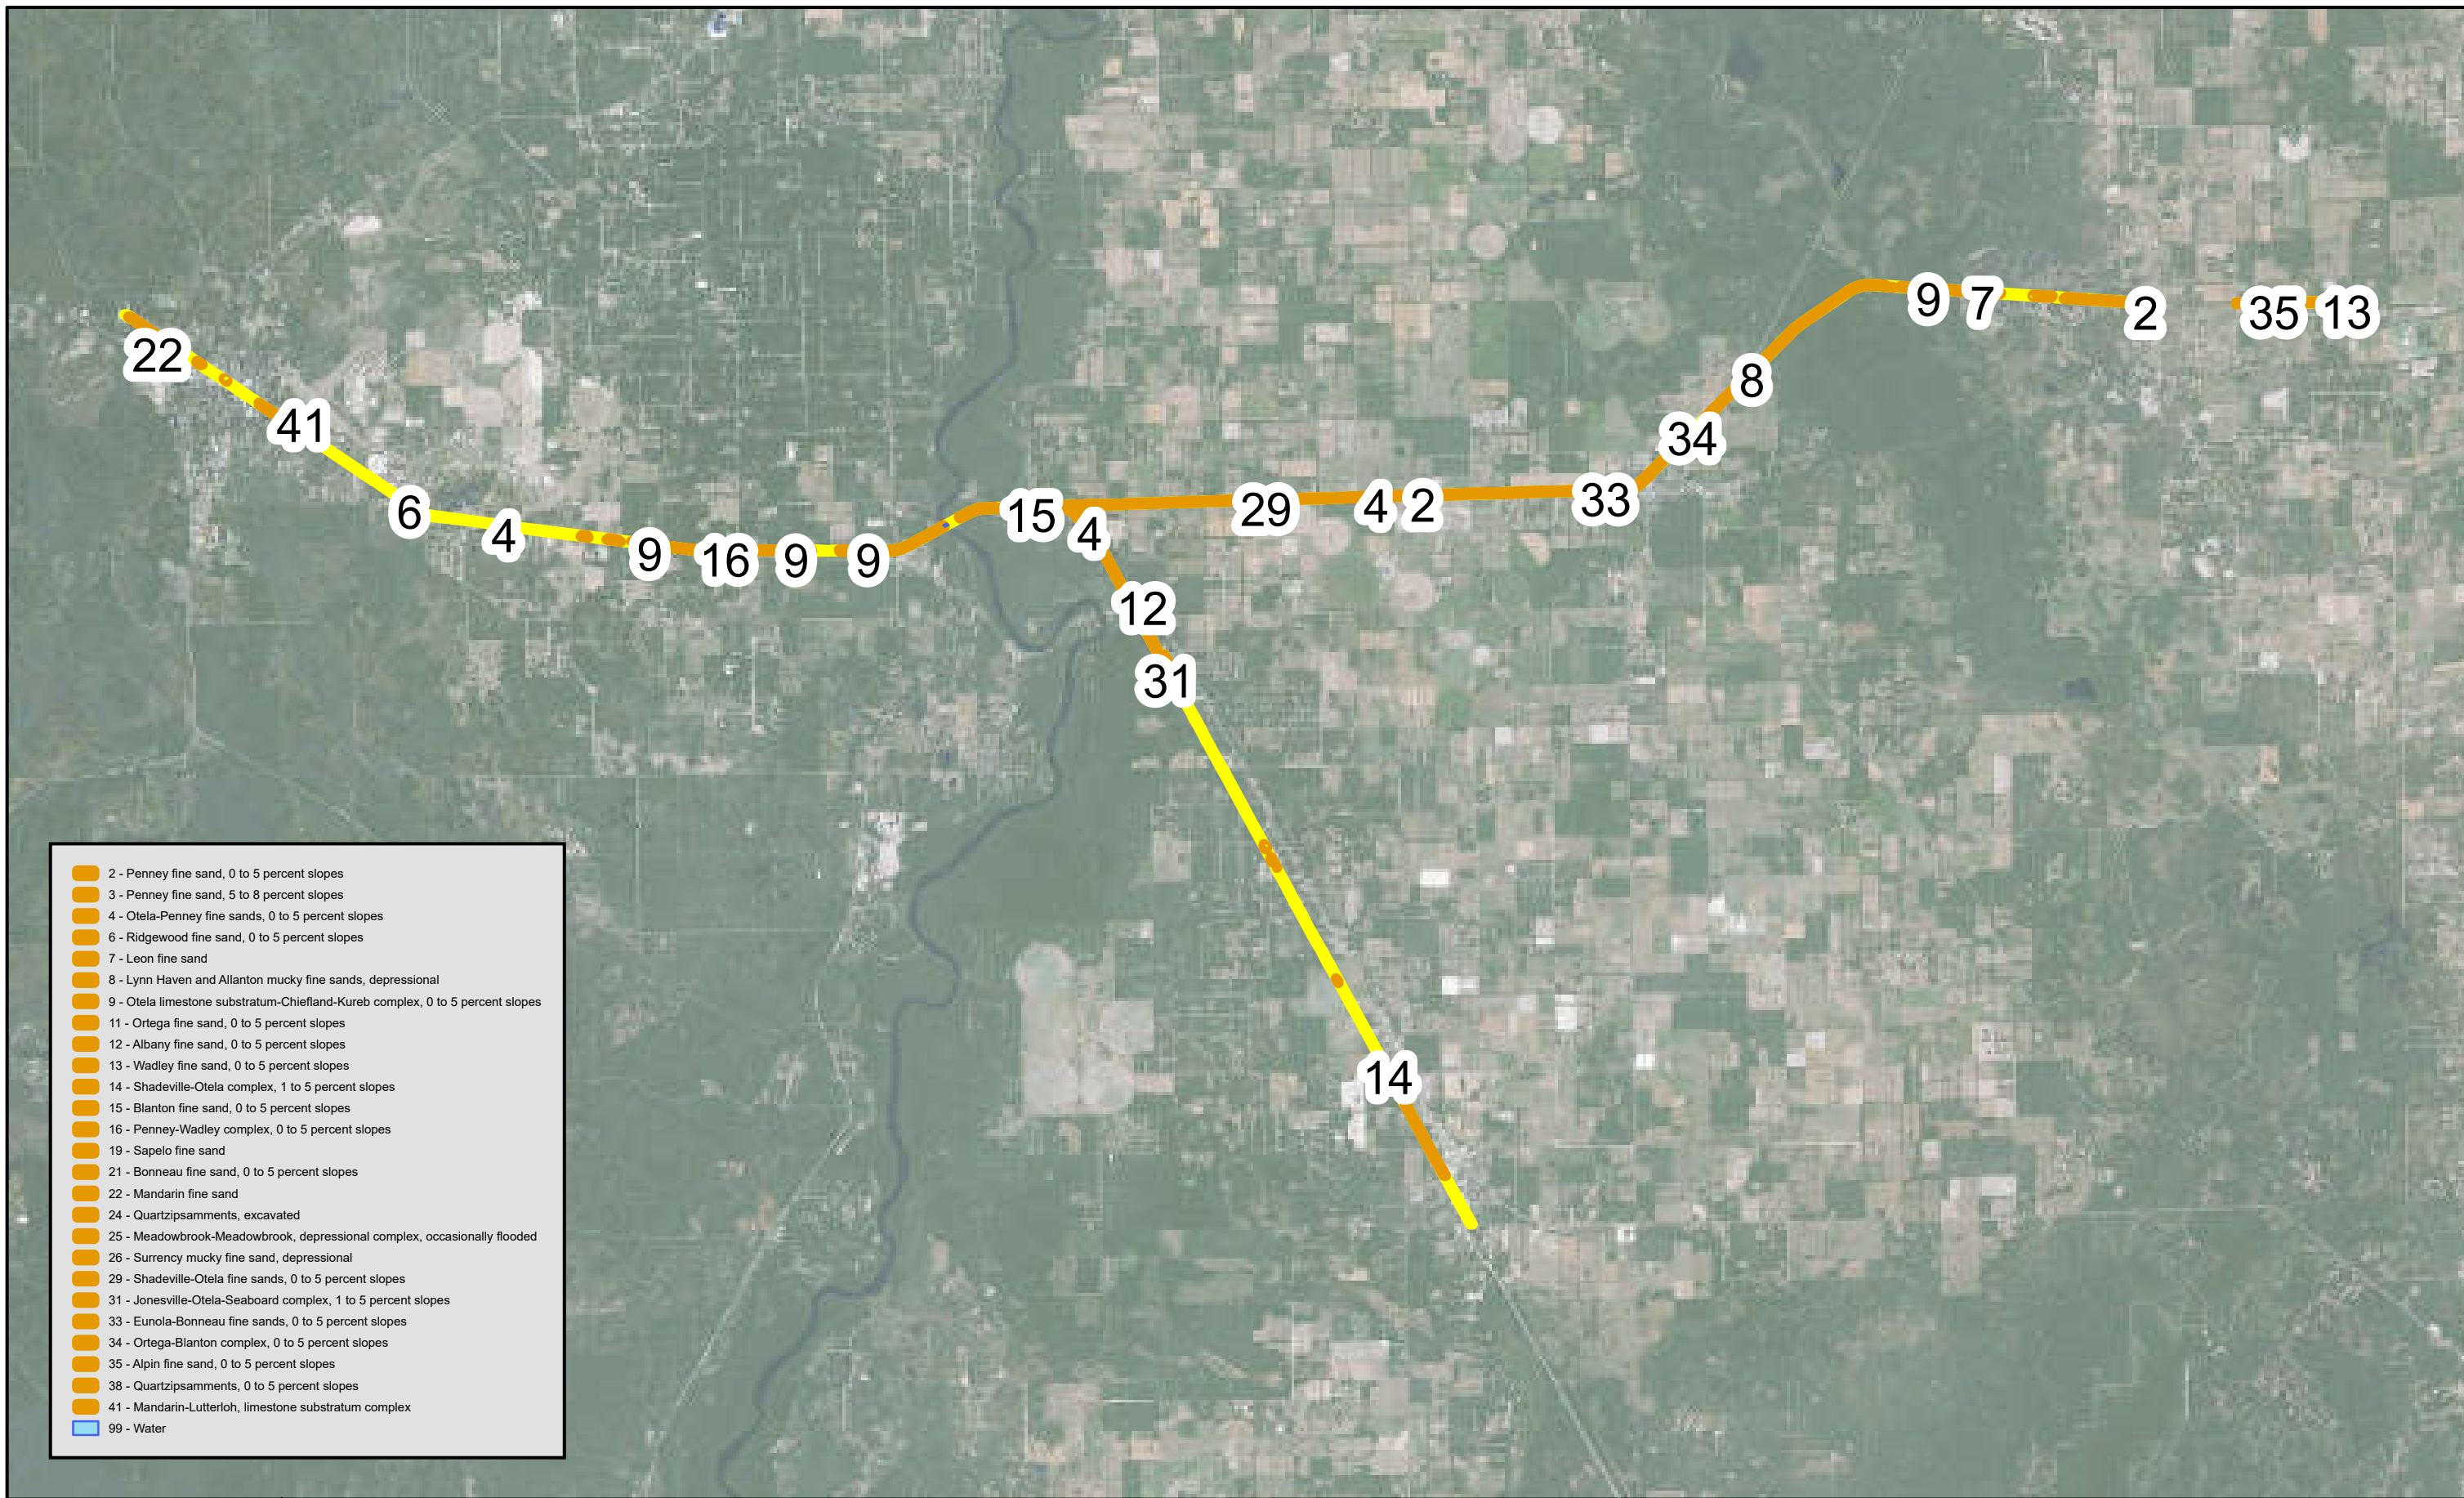 9
7
2
35
13
22
8
41
34
6
4
9
16
9
9
15
4
29
4
2
33
12
31
14
2 - Penney fine sand, 0 to 5 percent slopes
3 - Penney fine sand, 5 to 8 percent slopes
4 - Otela-Penney fine sands, 0 to 5 percent slopes
6 - Ridgewood fine sand, 0 to 5 percent slopes
7 - Leon fine sand
8 - Lynn Haven and Allanton mucky fine sands, depressional
9 - Otela limestone substratum-Chiefland-Kureb complex, 0 to 5 percent slopes
11 - Ortega fine sand, 0 to 5 percent slopes
12 - Albany fine sand, 0 to 5 percent slopes
13 - Wadley fine sand, 0 to 5 percent slopes
14 - Shadeville-Otela complex, 1 to 5 percent slopes
15 - Blanton fine sand, 0 to 5 percent slopes
16 - Penney-Wadley complex, 0 to 5 percent slopes
19 - Sapelo fine sand
21 - Bonneau fine sand, 0 to 5 percent slopes
22 - Mandarin fine sand
24 - Quartzipsamments, excavated
25 - Meadowbrook-Meadowbrook, depressional complex, occasionally flooded
26 - Surrency mucky fine sand, depressional
29 - Shadeville-Otela fine sands, 0 to 5 percent slopes
31 - Jonesville-Otela-Seaboard complex, 1 to 5 percent slopes
33 - Eunola-Bonneau fine sands, 0 to 5 percent slopes
34 - Ortega-Blanton complex, 0 to 5 percent slopes
35 - Alpin fine sand, 0 to 5 percent slopes
38 - Quartzipsamments, 0 to 5 percent slopes
41 - Mandarin-Lutterloh, limestone substratum complex
99 - Water